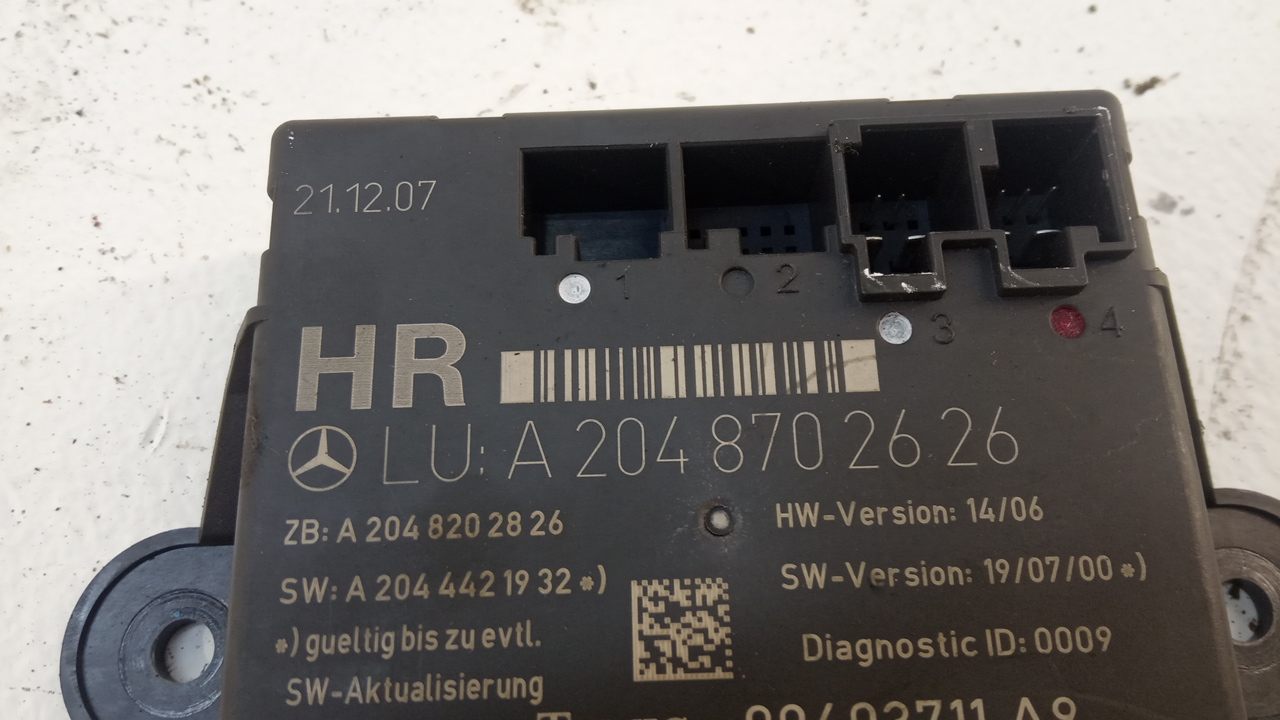 21.12.07
1 2
3 4
HR
LU: A 204 870 26 26
ZB: A 204 820 28 26
HW-Version: 14/06
SW: A 204 442 19 32 *)
SW-Version: 19/07/00 *)
*) gueltig bis zu evtl.
SW-Aktualisierung
Diagnostic ID: 0009